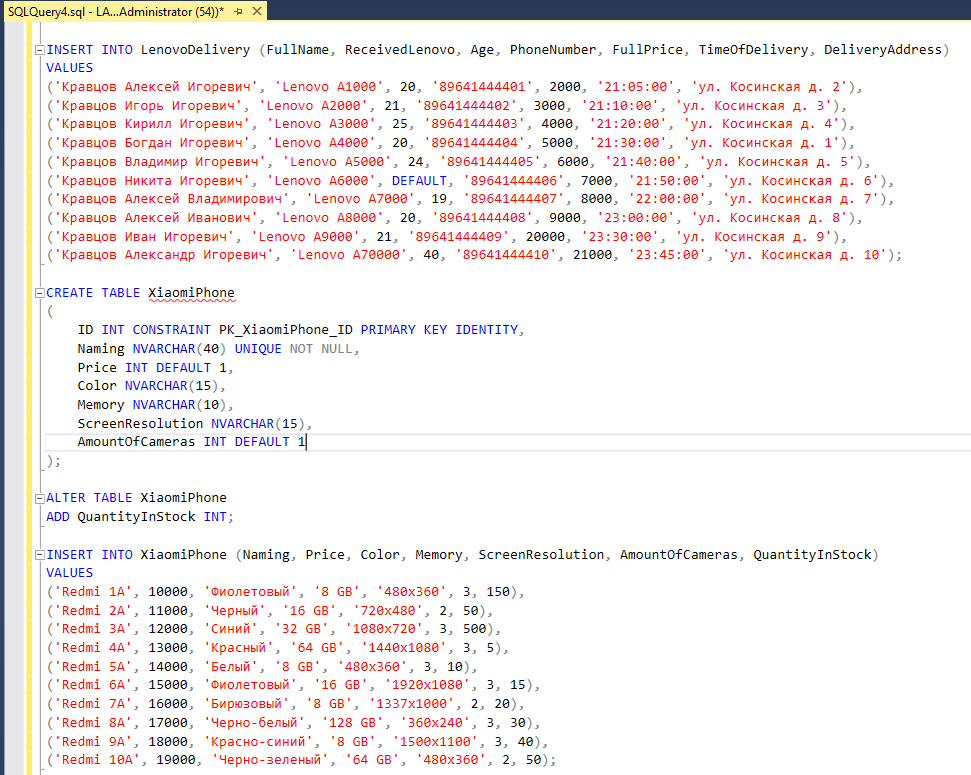 SQLQuery4.sql - LA...Administrator (54))*
INSERT INTO LenovoDelivery (FullName, ReceivedLenovo, Age, PhoneNumber, FullPrice, TimeOfDelivery, DeliveryAddress)
VALUES
('Кравцов Алексей Игоревич', 'Lenovo A1000', 20, '89641444401', 2000, '21:05:00', 'ул. Косинская д. 2'),
('Кравцов Игорь Игоревич', 'Lenovo A2000', 21, '89641444402', 3000, '21:10:00', 'ул. Косинская д. 3'),
('Кравцов Кирилл Игоревич', 'Lenovo A3000', 25, '89641444403', 4000, '21:20:00', 'ул. Косинская д. 4'),
('Кравцов Богдан Игоревич', 'Lenovo A4000', 20, '89641444404', 5000, '21:30:00', 'ул. Косинская д. 1'),
('Кравцов Владимир Игоревич', 'Lenovo A5000', 24, '89641444405', 6000, '21:40:00', 'ул. Косинская д. 5'),
('Кравцов Никита Игоревич', 'Lenovo A6000', DEFAULT, '89641444406', 7000, '21:50:00', 'ул. Косинская д. 6'),
('Кравцов Алексей Владимирович', 'Lenovo A7000', 19, '89641444407', 8000, '22:00:00', 'ул. Косинская д. 7'),
('Кравцов Алексей Иванович', 'Lenovo A8000', 20, '89641444408', 9000, '23:00:00', 'ул. Косинская д. 8'),
('Кравцов Иван Игоревич', 'Lenovo A9000', 21, '89641444409', 20000, '23:30:00', 'ул. Косинская д. 9'),
('Кравцов Александр Игоревич', 'Lenovo A70000', 40, '89641444410', 21000, '23:45:00', 'ул. Косинская д. 10');
CREATE TABLE XiaomiPhone
(
ID INT CONSTRAINT PK_XiaomiPhone_ID PRIMARY KEY IDENTITY,
Naming NVARCHAR(40) UNIQUE NOT NULL,
Price INT DEFAULT 1,
Color NVARCHAR(15),
Memory NVARCHAR(10),
ScreenResolution NVARCHAR(15),
AmountOfCameras INT DEFAULT 1
);
ALTER TABLE XiaomiPhone
ADD QuantityInStock INT;
INSERT INTO XiaomiPhone (Naming, Price, Color, Memory, ScreenResolution, AmountOfCameras, QuantityInStock)
VALUES
('Redmi 1A', 10000, 'Фиолетовый', '8 GB', '480x360', 3, 150),
('Redmi 2A', 11000, 'Черный', '16 GB', '720x480', 2, 50),
('Redmi 3A', 12000, 'Синий', '32 GB', '1080x720', 3, 500),
('Redmi 4A', 13000, 'Красный', '64 GB', '1440x1080', 3, 5),
('Redmi 5A', 14000, 'Белый', '8 GB', '480x360', 3, 10),
('Redmi 6A', 15000, 'Фиолетовый', '16 GB', '1920x1080', 3, 15),
('Redmi 7A', 16000, 'Бирюзовый', '8 GB', '1337x1000', 2, 20),
('Redmi 8A', 17000, 'Черно-белый', '128 GB', '360x240', 3, 30),
('Redmi 9A', 18000, 'Красно-синий', '8 GB', '1500x1100', 3, 40),
('Redmi 10A', 19000, 'Черно-зеленый', '64 GB', '480x360', 2, 50);